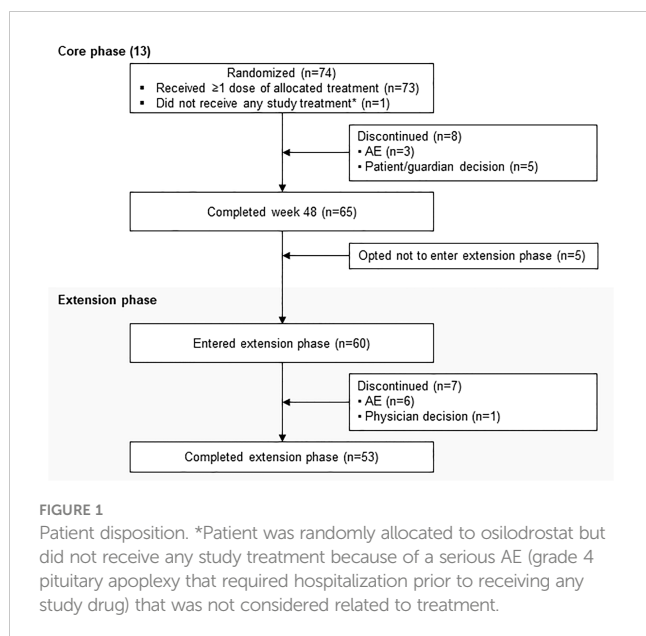 Core phase (13)
Randomized (n=74)
▪ Received ≥1 dose of allocated treatment (n=73)
▪ Did not receive any study treatment* (n=1)
Discontinued (n=8)
▪ AE (n=3)
▪ Patient/guardian decision (n=5)
Completed week 48 (n=65)
Opted not to enter extension phase (n=5)
Extension phase
Entered extension phase (n=60)
Discontinued (n=7)
▪ AE (n=6)
▪ Physician decision (n=1)
Completed extension phase (n=53)
FIGURE 1
Patient disposition. *Patient was randomly allocated to osilodrostat but
did not receive any study treatment because of a serious AE (grade 4
pituitary apoplexy that required hospitalization prior to receiving any
study drug) that was not considered related to treatment.